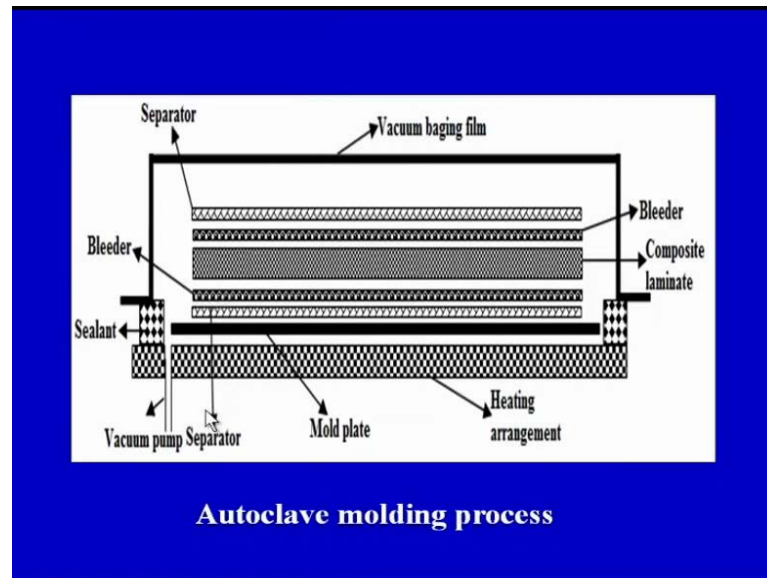 Separator
Vacuum baging film
Bleeder
Bleeder
Composite
laminate
Sealant
Heating
arrangement
Mold plate
Vacuum pump Separator
Autoclave molding process